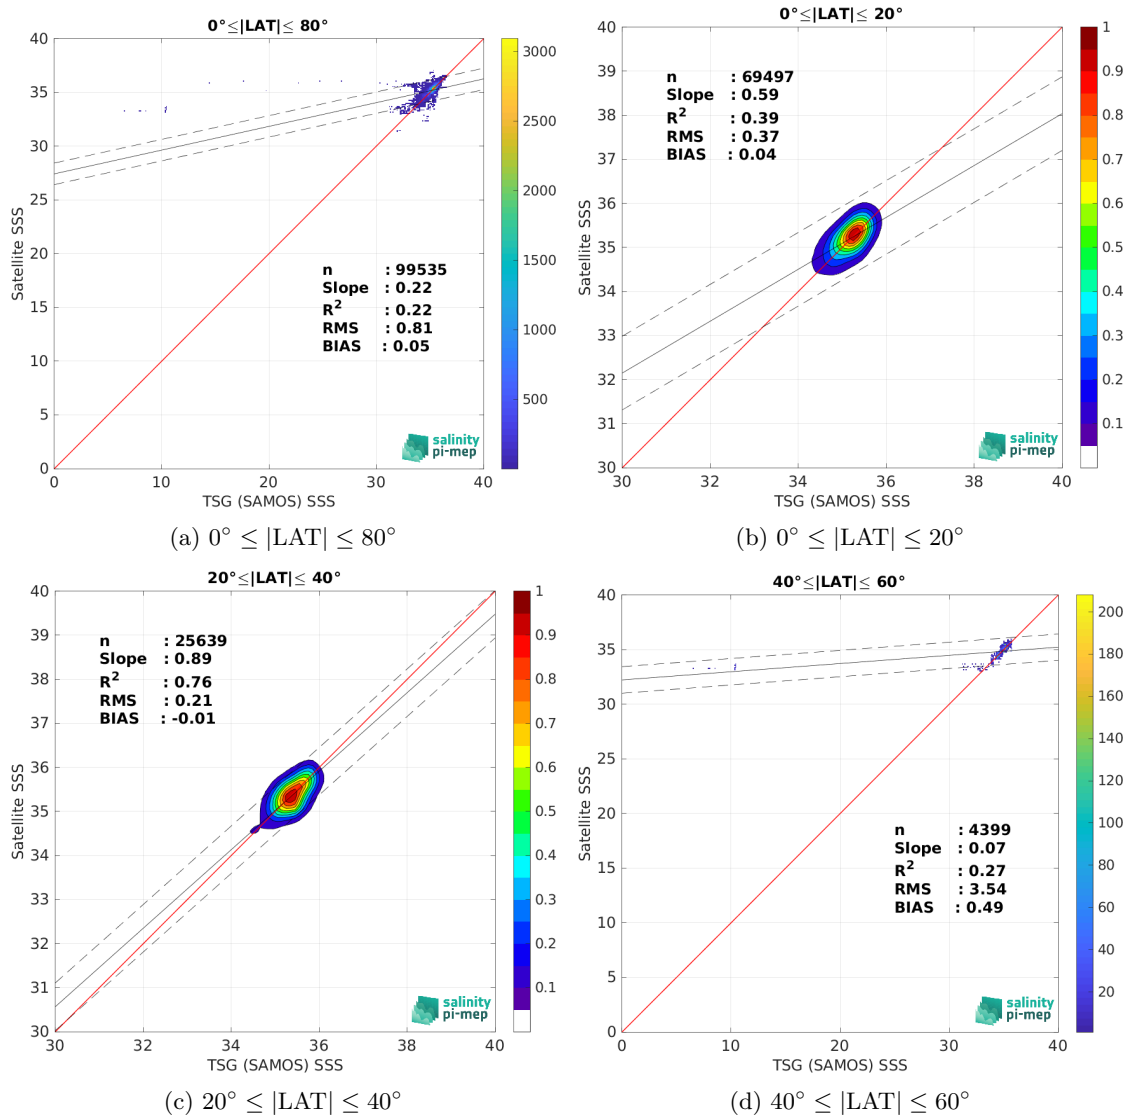 0°≤|LAT|≤ 80°
40
35
30
25
20
15
10
5
0
Satellite SSS
n : 99535
Slope : 0.22
R2 : 0.22
RMS : 0.81
BIAS : 0.05
salinity
pi-mep
0 10 20 30 40
TSG (SAMOS) SSS
3000
2500
2000
1500
1000
500
(a) 0° ≤ |LAT| ≤ 80°
0°≤|LAT|≤ 20°
40
39
38
37
36
35
34
33
32
31
30
Satellite SSS
n : 69497
Slope : 0.59
R2 : 0.39
RMS : 0.37
BIAS : 0.04
salinity
pi-mep
30 32 34 36 38 40
TSG (SAMOS) SSS
1
0.9
0.8
0.7
0.6
0.5
0.4
0.3
0.2
0.1
(b) 0° ≤ |LAT| ≤ 20°
20°≤|LAT|≤ 40°
40
39
38
37
36
35
34
33
32
31
30
Satellite SSS
n : 25639
Slope : 0.89
R2 : 0.76
RMS : 0.21
BIAS : -0.01
salinity
pi-mep
30 32 34 36 38 40
TSG (SAMOS) SSS
1
0.9
0.8
0.7
0.6
0.5
0.4
0.3
0.2
0.1
(c) 20° ≤ |LAT| ≤ 40°
40°≤|LAT|≤ 60°
40
35
30
25
20
15
10
5
0
Satellite SSS
n : 4399
Slope : 0.07
R2 : 0.27
RMS : 3.54
BIAS : 0.49
salinity
pi-mep
0 10 20 30 40
TSG (SAMOS) SSS
200
180
160
140
120
100
80
60
40
20
(d) 40° ≤ |LAT| ≤ 60°